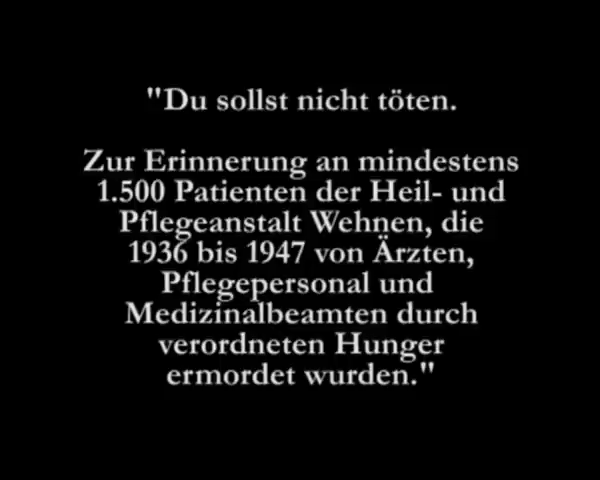 "Du sollst nicht töten.
Zur Erinnerung an mindestens
1.500 Patienten der Heil- und
Pflegeanstalt Wehnen, die
1936 bis 1947 von Ärzten,
Pflegepersonal und
Medizinalbeamten durch
verordneten Hunger
ermordet wurden."